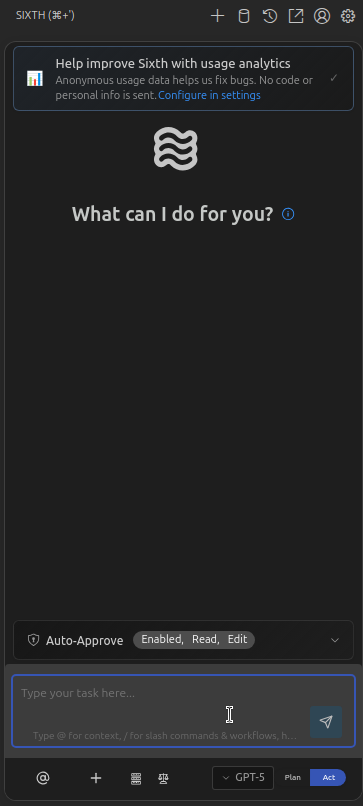 SIXTH (⌘+')
Help improve Sixth with usage analytics
Anonymous usage data helps us fix bugs. No code or
personal info is sent.Configure in settings
What can I do for you?
Auto-Approve Enabled, Read, Edit
Type your task here...
Type @ for context, / for slash commands & workflows, h...
GPT-5 Plan Act